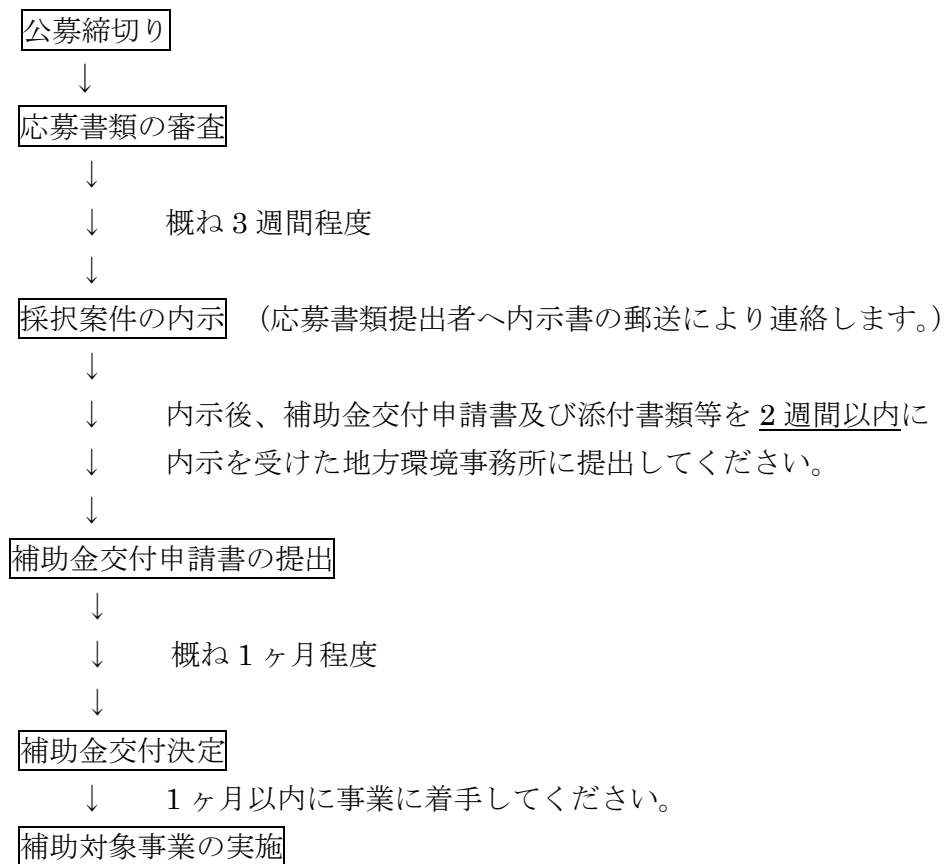 公募締切り
↓
応募書類の審査
↓
↓ 概ね 3 週間程度
↓
採択案件の内示 (応募書類提出者へ内示書の郵送により連絡します。)
↓
↓ 内示後、補助金交付申請書及び添付書類等を 2 週間以内に
↓ 内示を受けた地方環境事務所に提出してください。
↓
補助金交付申請書の提出
↓
↓ 概ね 1 ヶ月程度
↓
補助金交付決定
↓ 1 ヶ月以内に事業に着手してください。
補助対象事業の実施